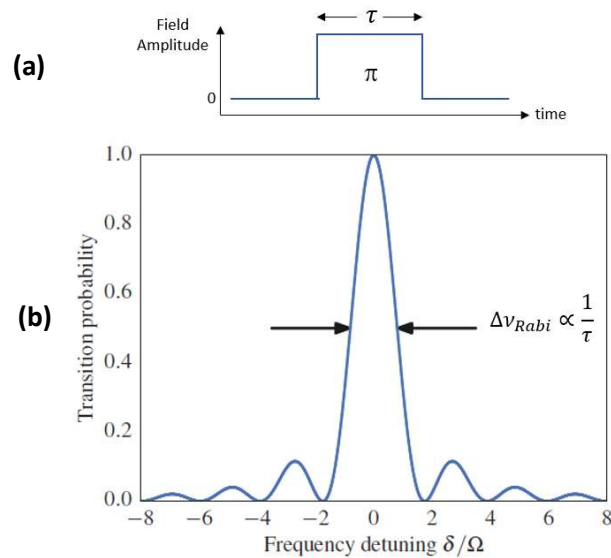 (a)
Field
Amplitude
τ
π
0
time
(b)
Transition probability
1.0
0.8
0.6
0.4
0.2
0.0
Δν_Rabi ∝ 1/τ
−8 −6 −4 −2 0 2 4 6 8
Frequency detuning δ/Ω